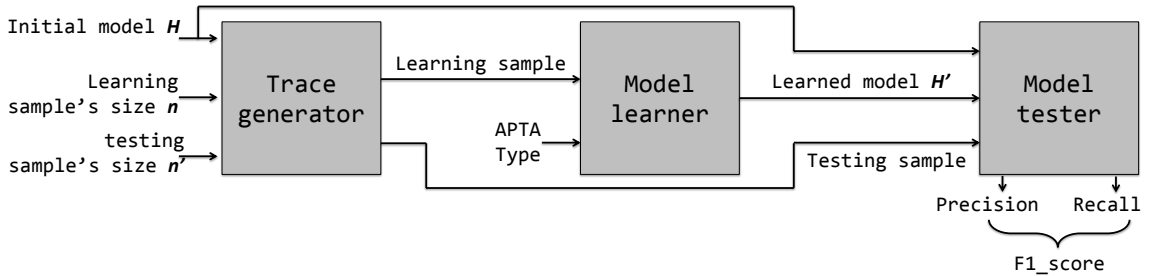 Initial model H
Learning
sample's size n
testing
sample's size n'
Trace
generator
Learning sample
APTA
Type
Model
learner
Learned model H'
Testing sample
Model
tester
Precision
Recall
F1_score